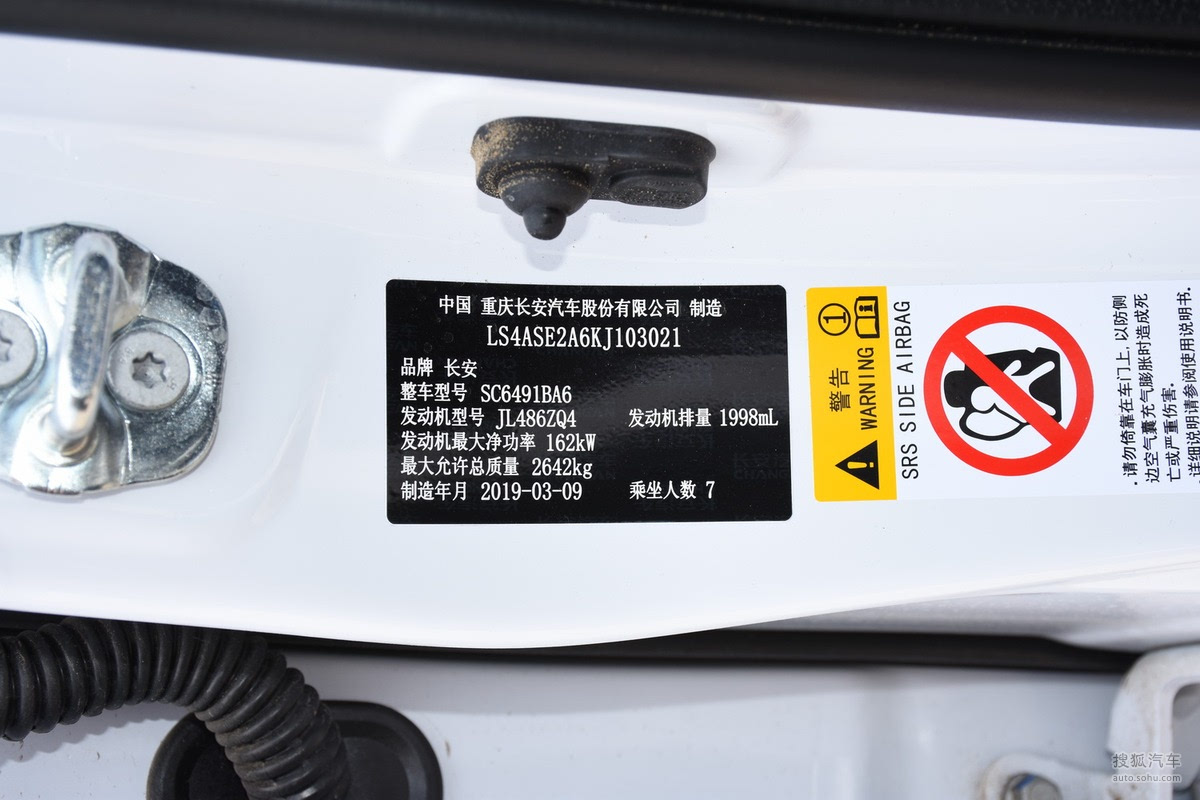 中国 重庆长安汽车股份有限公司 制造
LS4ASE2A6KJ103021
品牌 长安
整车型号 SC6491BA6
发动机型号 JL486ZQ4 发动机排量 1998mL
发动机最大净功率 162kW
最大允许总质量 2642kg
制造年月 2019-03-09 乘坐人数 7
① i
警告
WARNING
SRS SIDE AIRBAG
·请勿倚靠在车门上,以防侧
边空气囊充气膨胀时造成死
亡或严重伤害.
·详细说明请参阅使用说明书.
搜狐汽车
auto.sohu.com